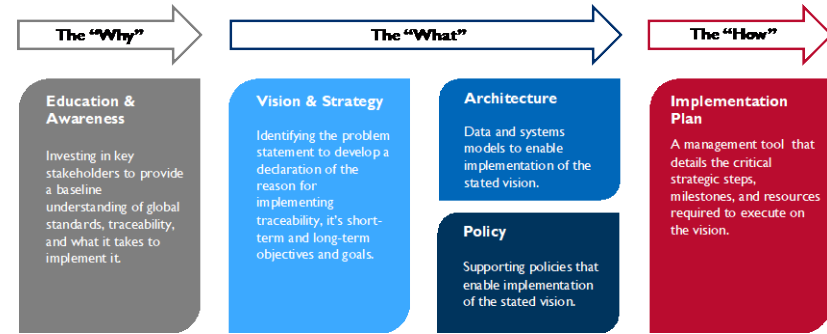 The “Why”
The “What”
The “How”
Education &
Awareness
Investing in key
stakeholders to provide
a baseline
understanding of global
standards, traceability,
and what it takes to
implement it.
Vision & Strategy
Identifying the problem
statement to develop a
declaration of the
reason for
implementing
traceability, it's short-
term and long-term
objectives and goals.
Architecture
Data and systems
models to enable
implementation of the
stated vision.
Policy
Supporting policies that
enable implementation
of the stated vision.
Implementation
Plan
A management tool that
details the critical
strategic steps,
milestones, and resources
required to execute on
the vision.